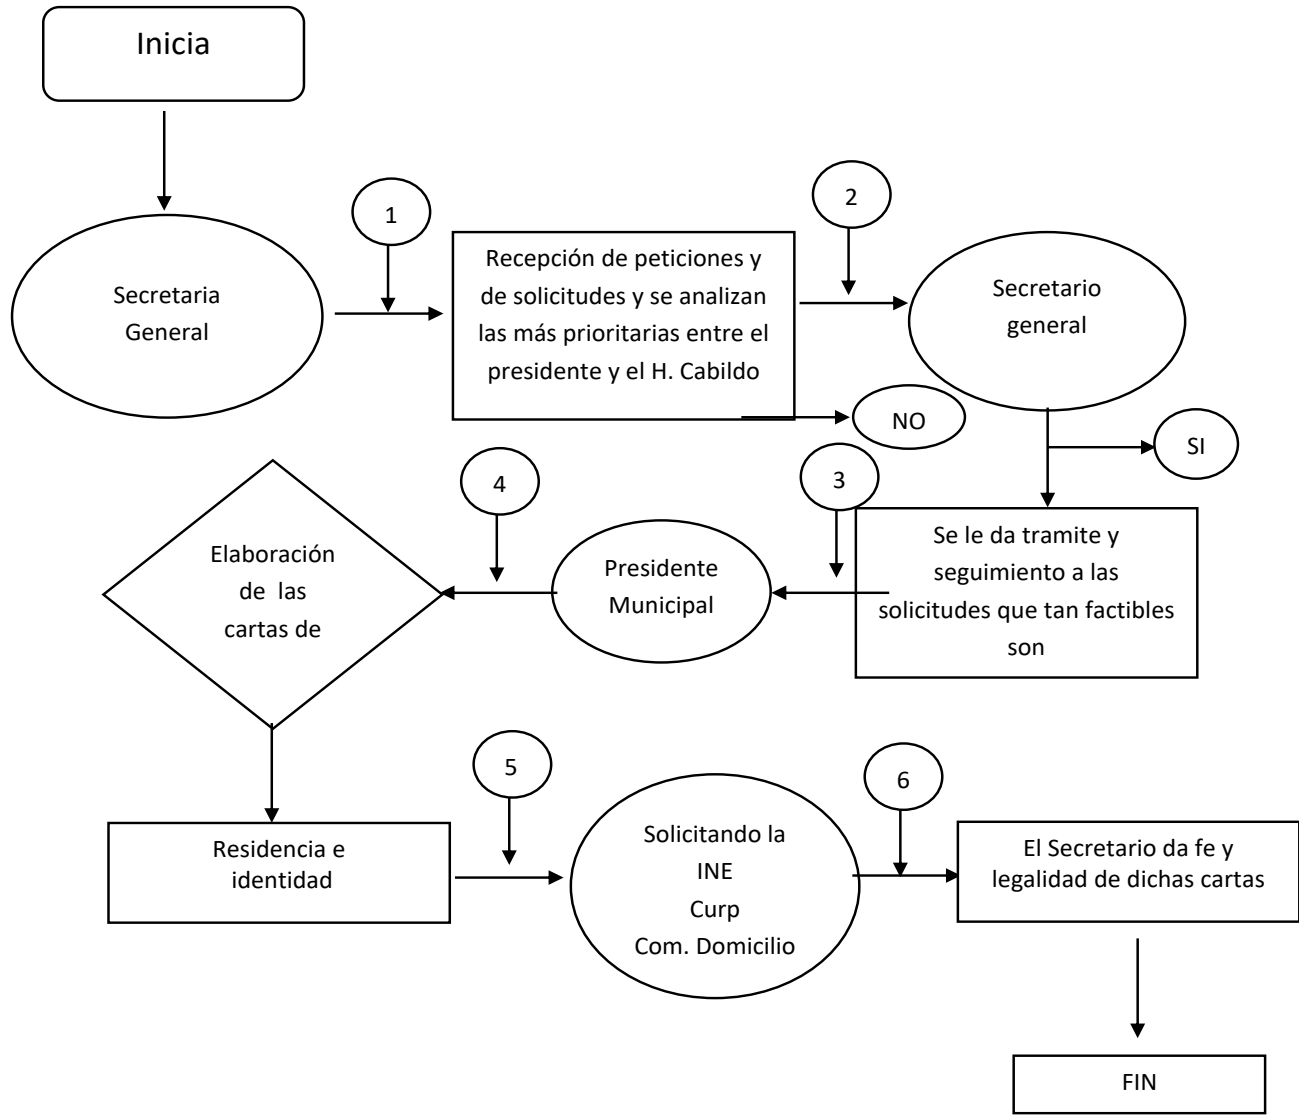 Inicia
1
2
Secretaria
General
Recepción de peticiones y
de solicitudes y se analizan
las más prioritarias entre el
presidente y el H. Cabildo
Secretario
general
NO
SI
4
3
Elaboración
de las
cartas de
Presidente
Municipal
Se le da tramite y
seguimiento a las
solicitudes que tan factibles
son
5
6
Residencia e
identidad
Solicitando la
INE
Curp
Com. Domicilio
El Secretario da fe y
legalidad de dichas cartas
FIN